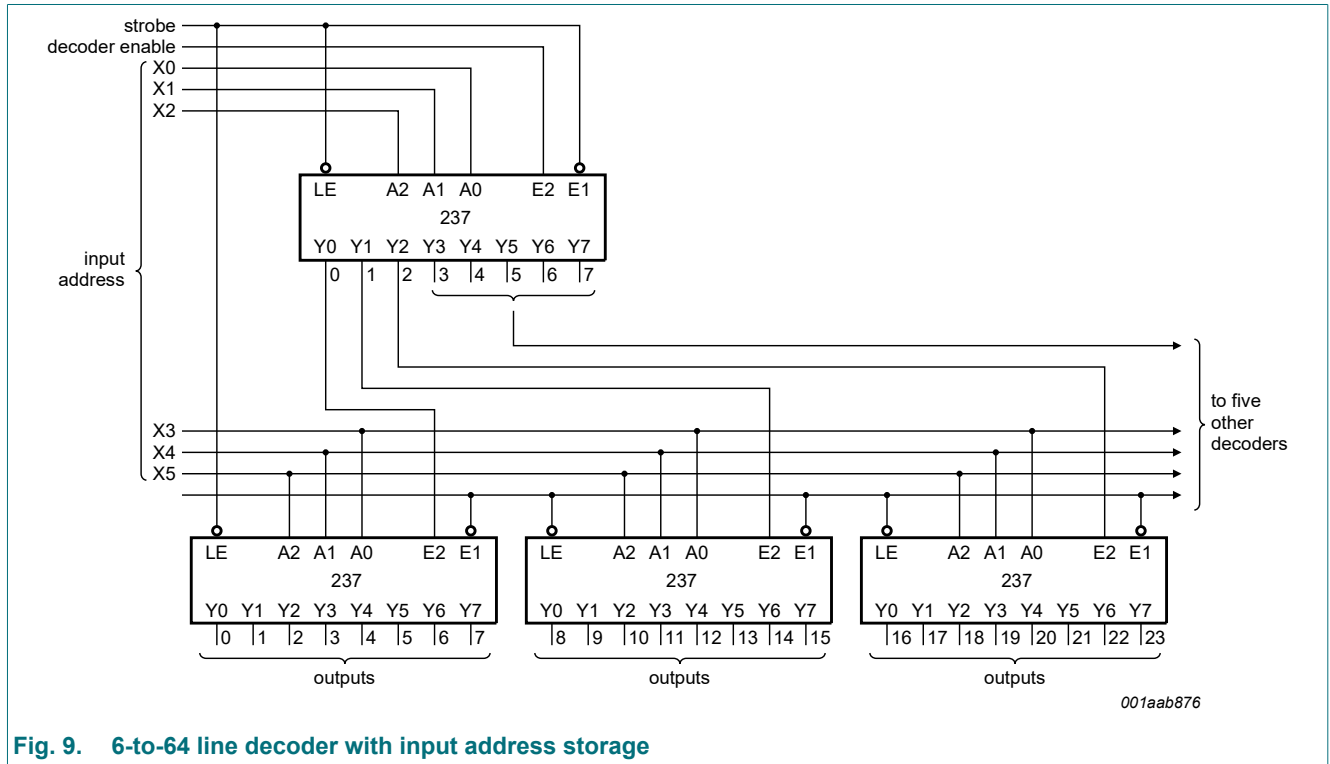 strobe
decoder enable
X0
X1
X2
LE A2 A1 A0 E2 E1
237
Y0 Y1 Y2 Y3 Y4 Y5 Y6 Y7
0 1 2 3 4 5 6 7
input
address
to five
other
decoders
X3
X4
X5
LE A2 A1 A0 E2 E1
237
Y0 Y1 Y2 Y3 Y4 Y5 Y6 Y7
0 1 2 3 4 5 6 7
outputs
LE A2 A1 A0 E2 E1
237
Y0 Y1 Y2 Y3 Y4 Y5 Y6 Y7
8 9 10 11 12 13 14 15
outputs
LE A2 A1 A0 E2 E1
237
Y0 Y1 Y2 Y3 Y4 Y5 Y6 Y7
16 17 18 19 20 21 22 23
outputs
001aab876
Fig. 9. 6-to-64 line decoder with input address storage